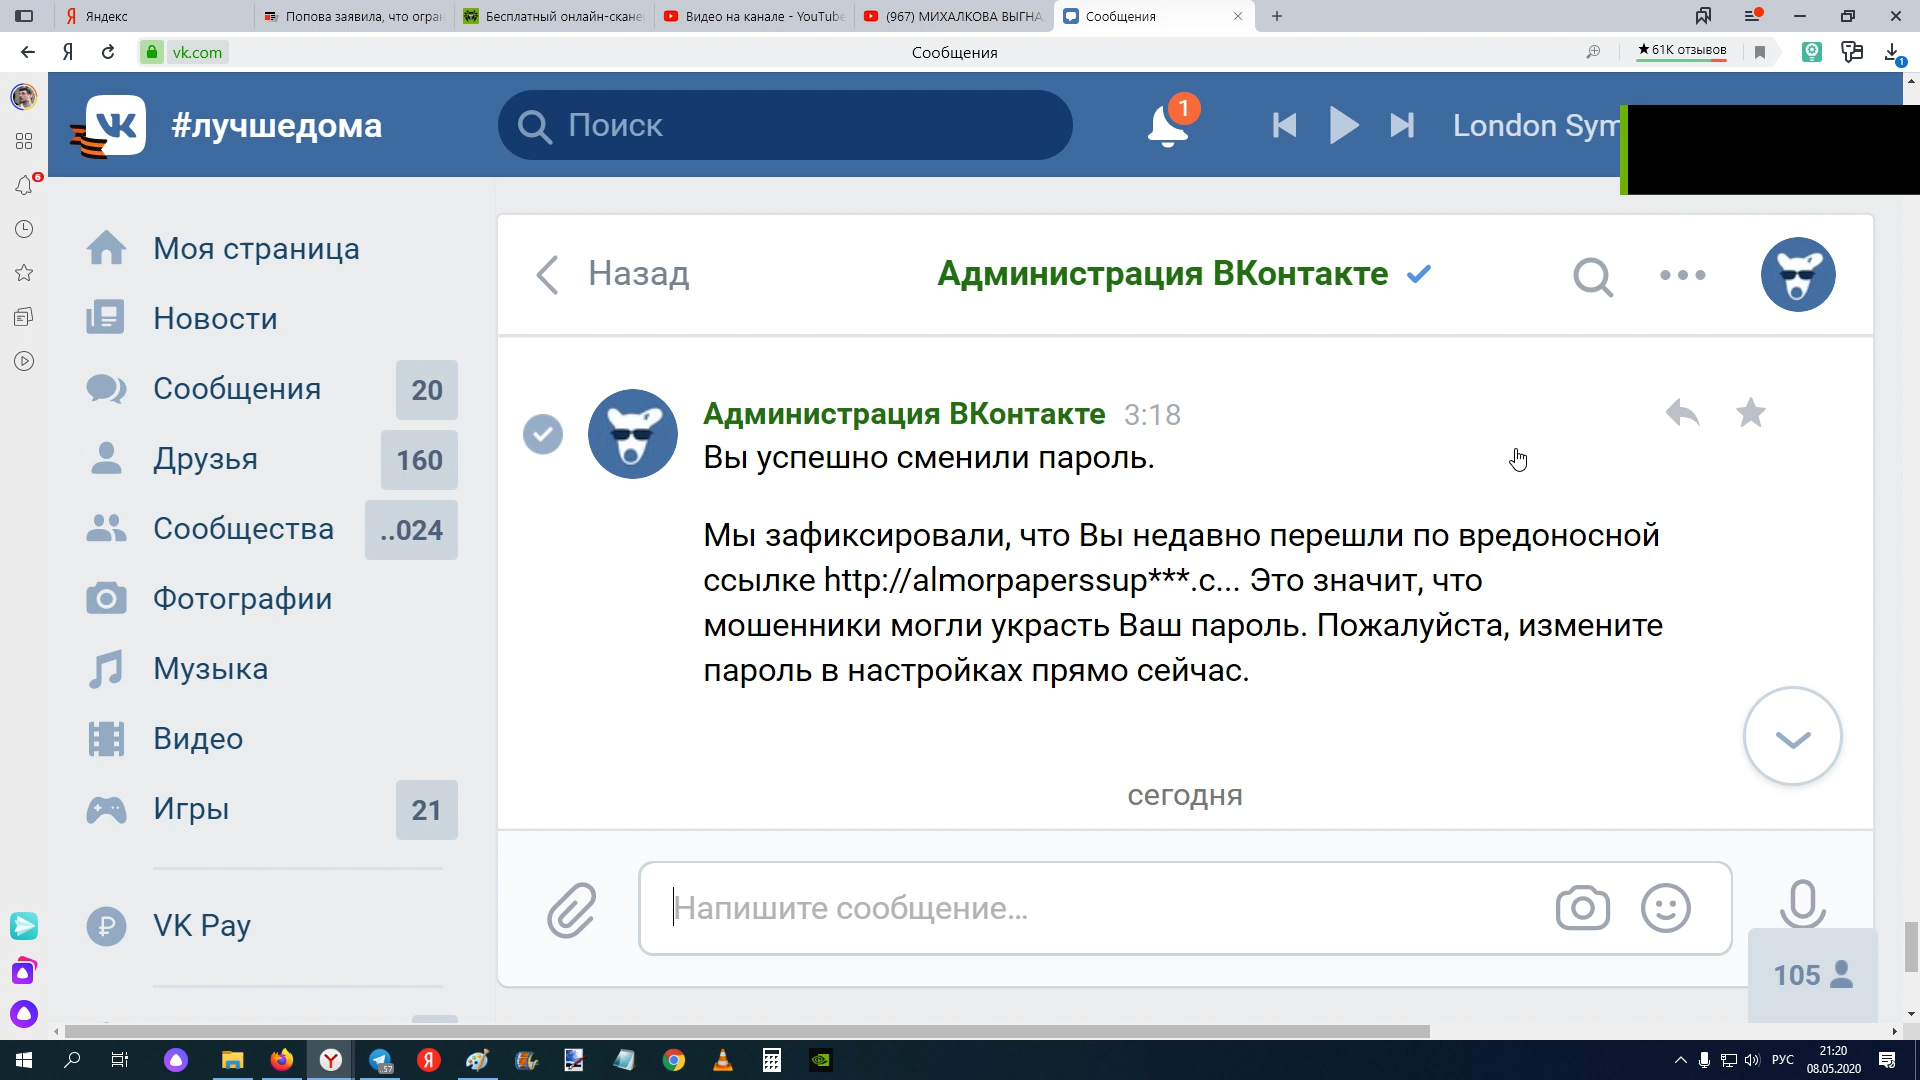 Яндекс
Попова заявила, что огран
Бесплатный онлайн-скане
Видео на канале - YouTube
(967) МИХАЛКОВА ВЫГНА
Сообщения
Я
vk.com
Сообщения
★61K отзывов
1
6
#лучшедома
Поиск
1
London Sym
Моя страница
Новости
Сообщения 20
Друзья 160
Сообщества ..024
Фотографии
Музыка
Видео
Игры 21
VK Pay
Назад
Администрация ВКонтакте
Администрация ВКонтакте 3:18
Вы успешно сменили пароль.
Мы зафиксировали, что Вы недавно перешли по вредоносной
ссылке http://almorpaperssup***.c... Это значит, что
мошенники могли украсть Ваш пароль. Пожалуйста, измените
пароль в настройках прямо сейчас.
сегодня
Напишите сообщение...
105
.57
РУС
21:20
08.05.2020